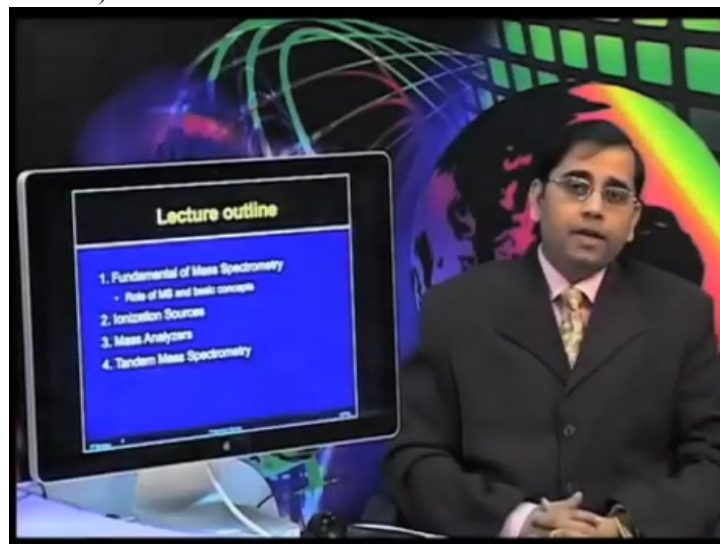 Lecture outline
1. Fundamental of Mass Spectrometry
• Role of MS and basic concepts
2. Ionization Sources
3. Mass Analyzers
4. Tandem Mass Spectrometry